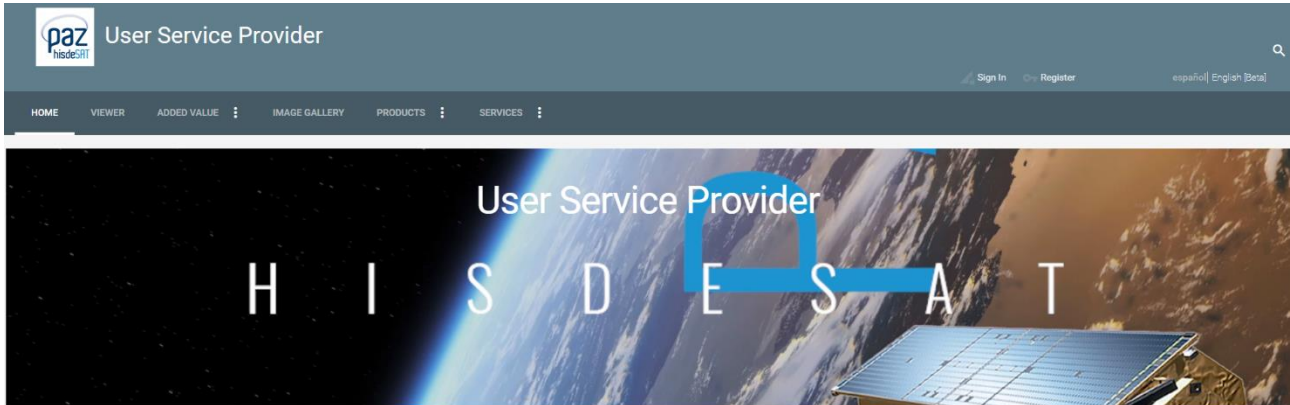 paz
hisdeSAT
User Service Provider
Sign In
Register
español| English [Beta]
HOME
VIEWER
ADDED VALUE
IMAGE GALLERY
PRODUCTS
SERVICES
User Service Provider
HISDESAT